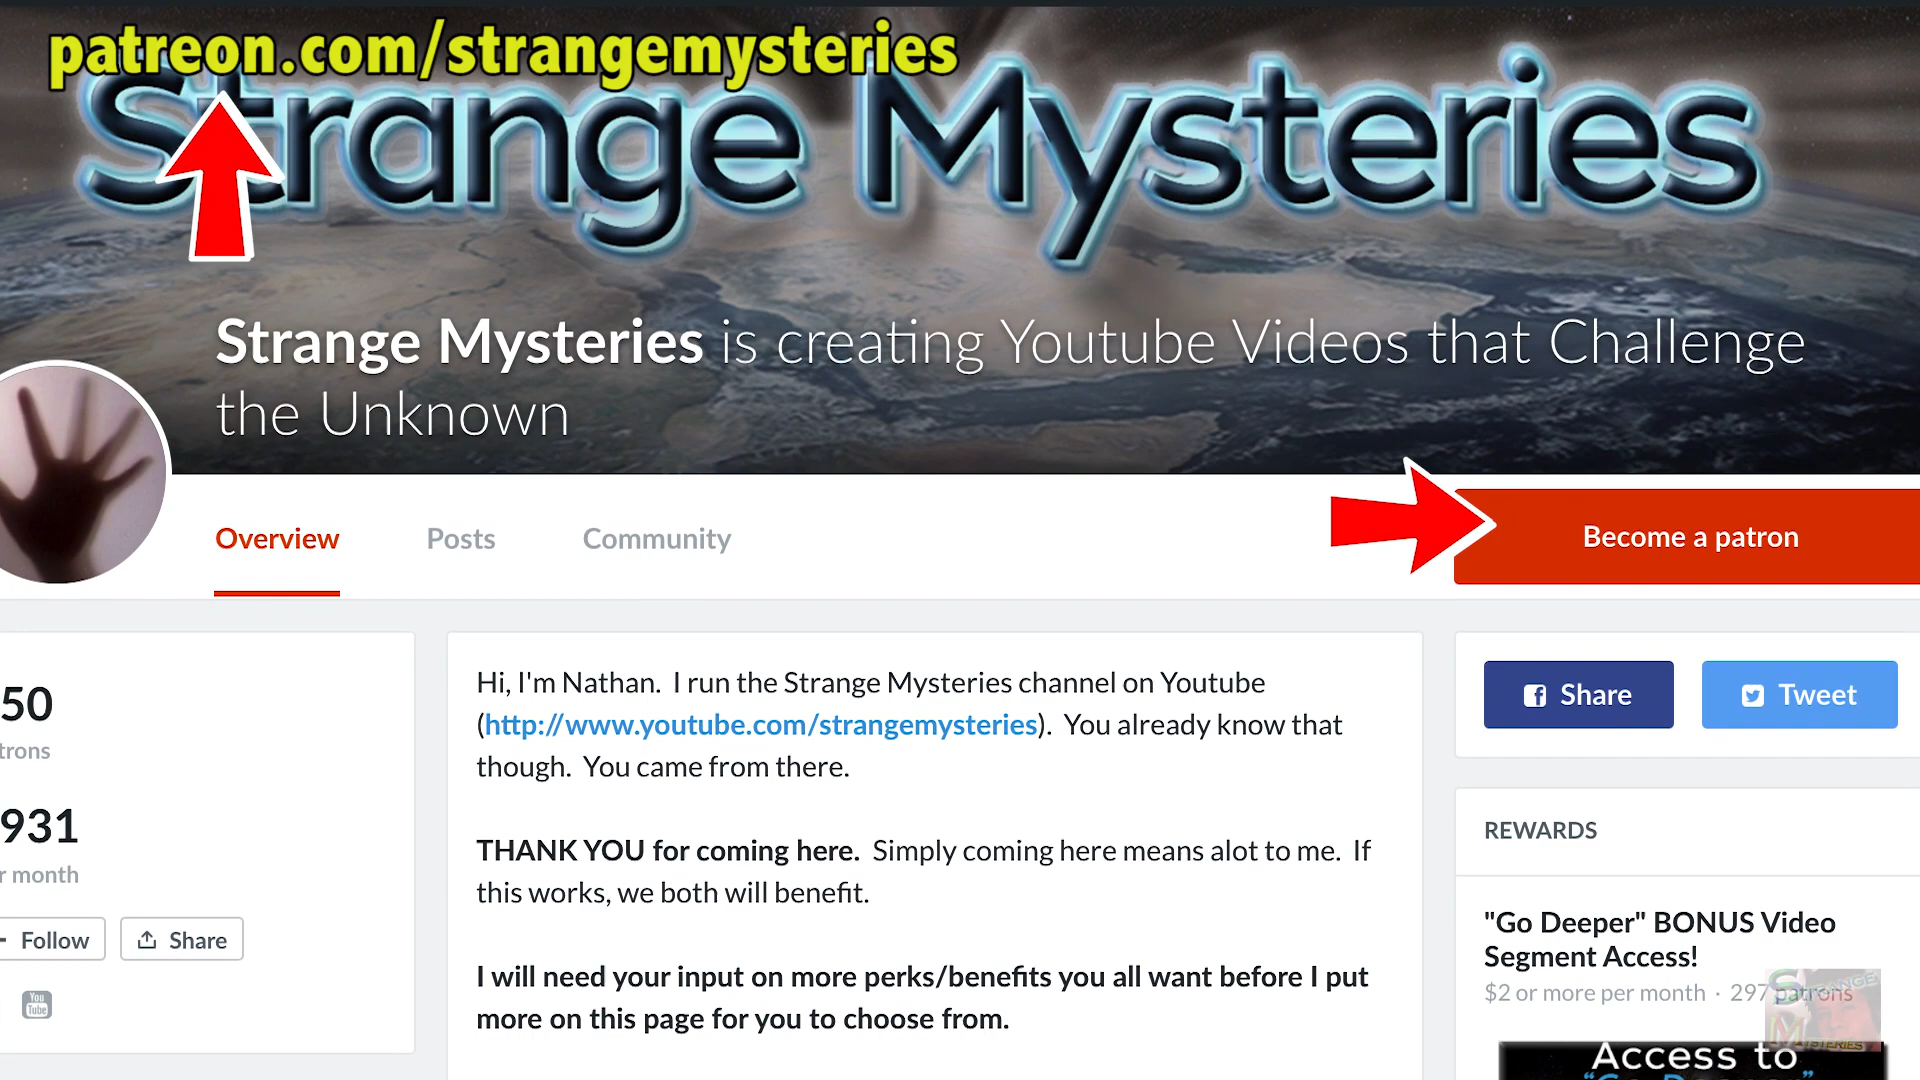 patreon.com/strangemysteries
Strange Mysteries
Strange Mysteries is creating Youtube Videos that Challenge
the Unknown
Overview
Posts
Community
Become a patron
50
trons
931
r month
Follow
Share
You
Tube
Hi, I'm Nathan. I run the Strange Mysteries channel on Youtube
(http://www.youtube.com/strangemysteries). You already know that
though. You came from there.
THANK YOU for coming here. Simply coming here means alot to me. If
this works, we both will benefit.
I will need your input on more perks/benefits you all want before I put
more on this page for you to choose from.
Share
Tweet
REWARDS
"Go Deeper" BONUS Video
Segment Access!
$2 or more per month · 297 patrons
STRANGE
MYSTERIES
Access to